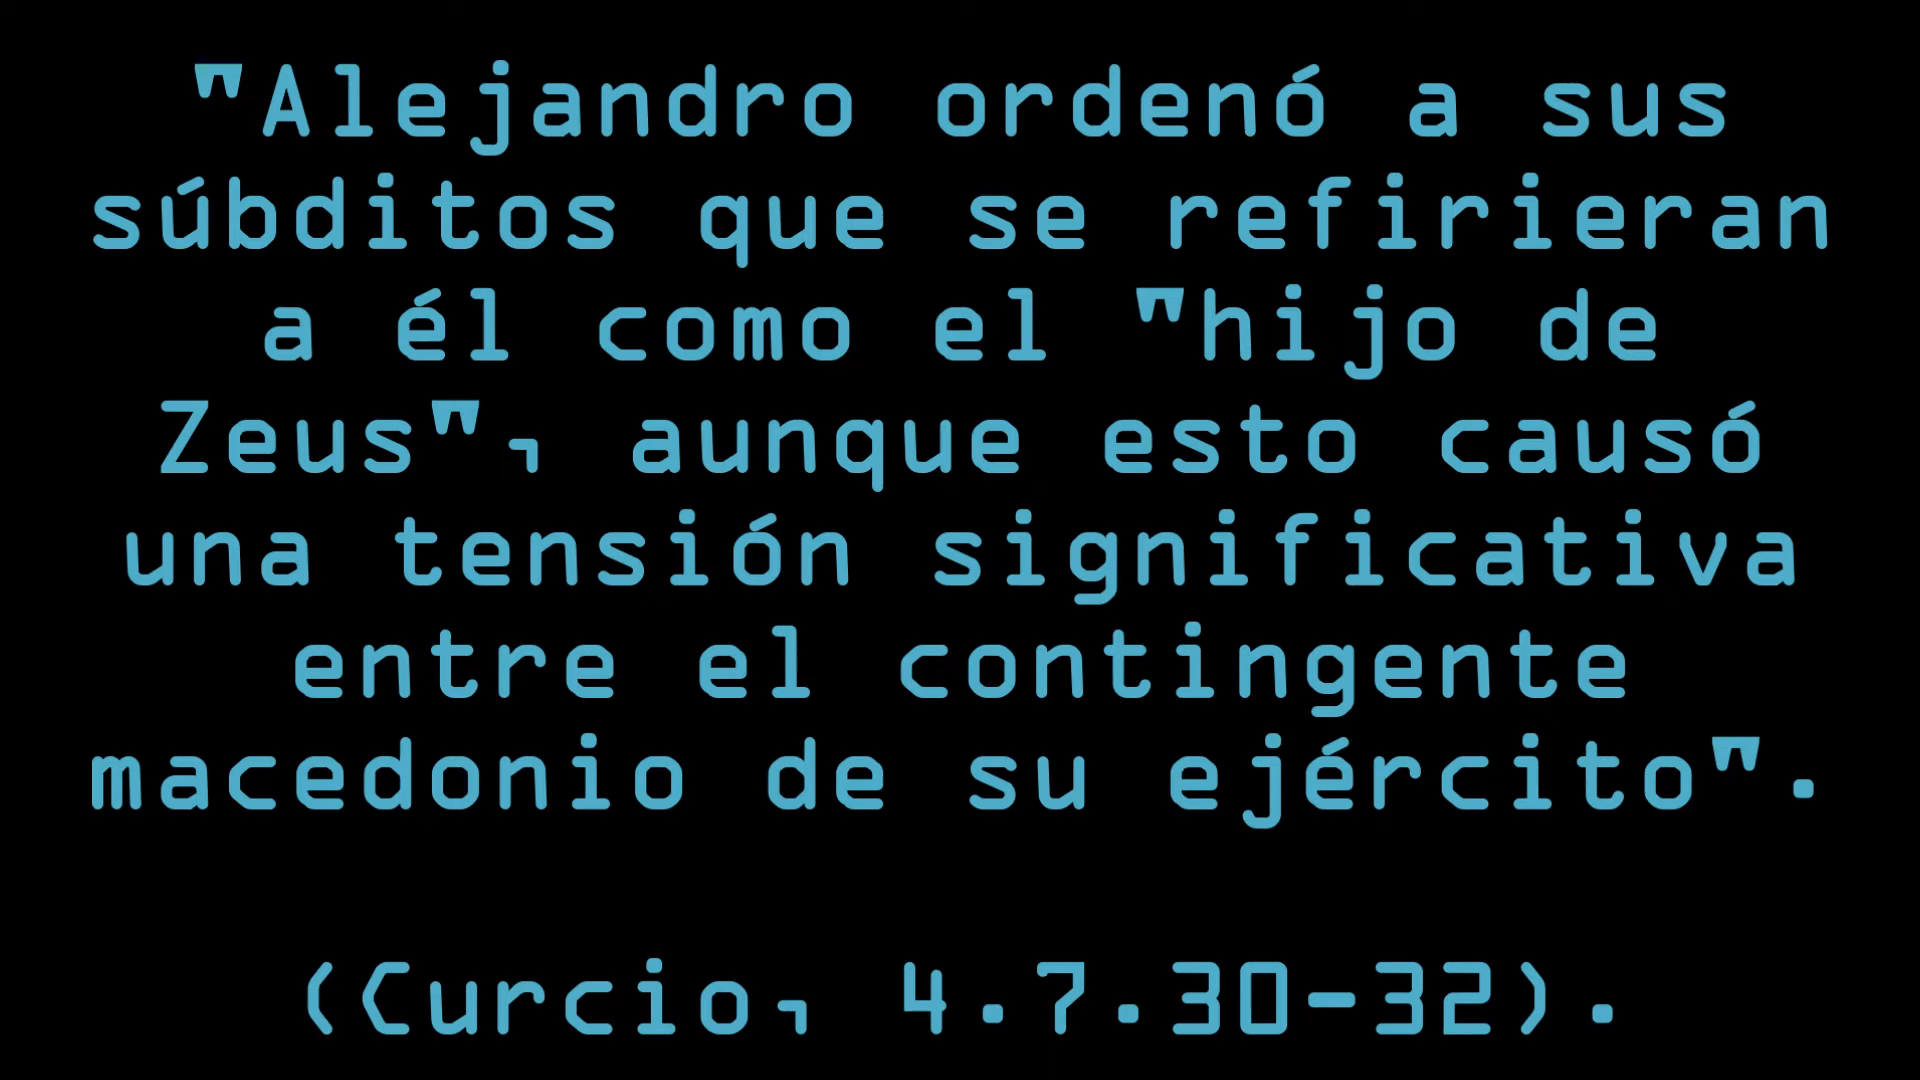 "Alejandro ordenó a sus
súbditos que se refirieran
a él como el "hijo de
Zeus", aunque esto causó
una tensión significativa
entre el contingente
macedonio de su ejército".
(Curcio, 4.7.30-32).